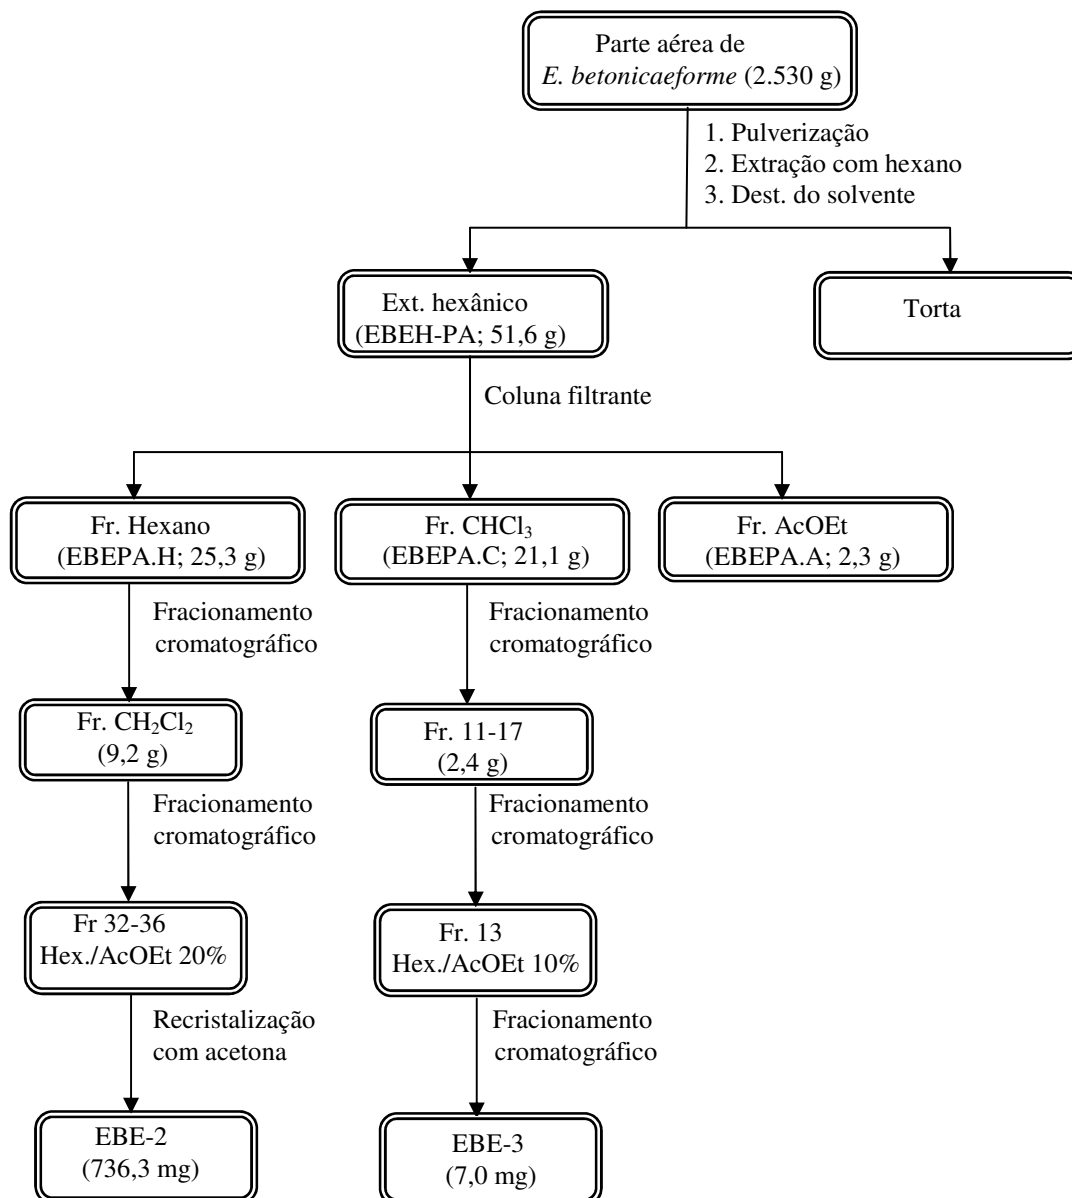 Parte aérea de
E. betonicaeforme (2.530 g)
1. Pulverização
2. Extração com hexano
3. Dest. do solvente
Ext. hexânico
(EBEH-PA; 51,6 g)
Torta
Coluna filtrante
Fr. Hexano
(EBEPA.H; 25,3 g)
Fr. CHCl₃
(EBEPA.C; 21,1 g)
Fr. AcOEt
(EBEPA.A; 2,3 g)
Fracionamento
cromatográfico
Fracionamento
cromatográfico
Fr. CH₂Cl₂
(9,2 g)
Fr. 11-17
(2,4 g)
Fracionamento
cromatográfico
Fracionamento
cromatográfico
Fr 32-36
Hex./AcOEt 20%
Fr. 13
Hex./AcOEt 10%
Recristalização
com acetona
Fracionamento
cromatográfico
EBE-2
(736,3 mg)
EBE-3
(7,0 mg)